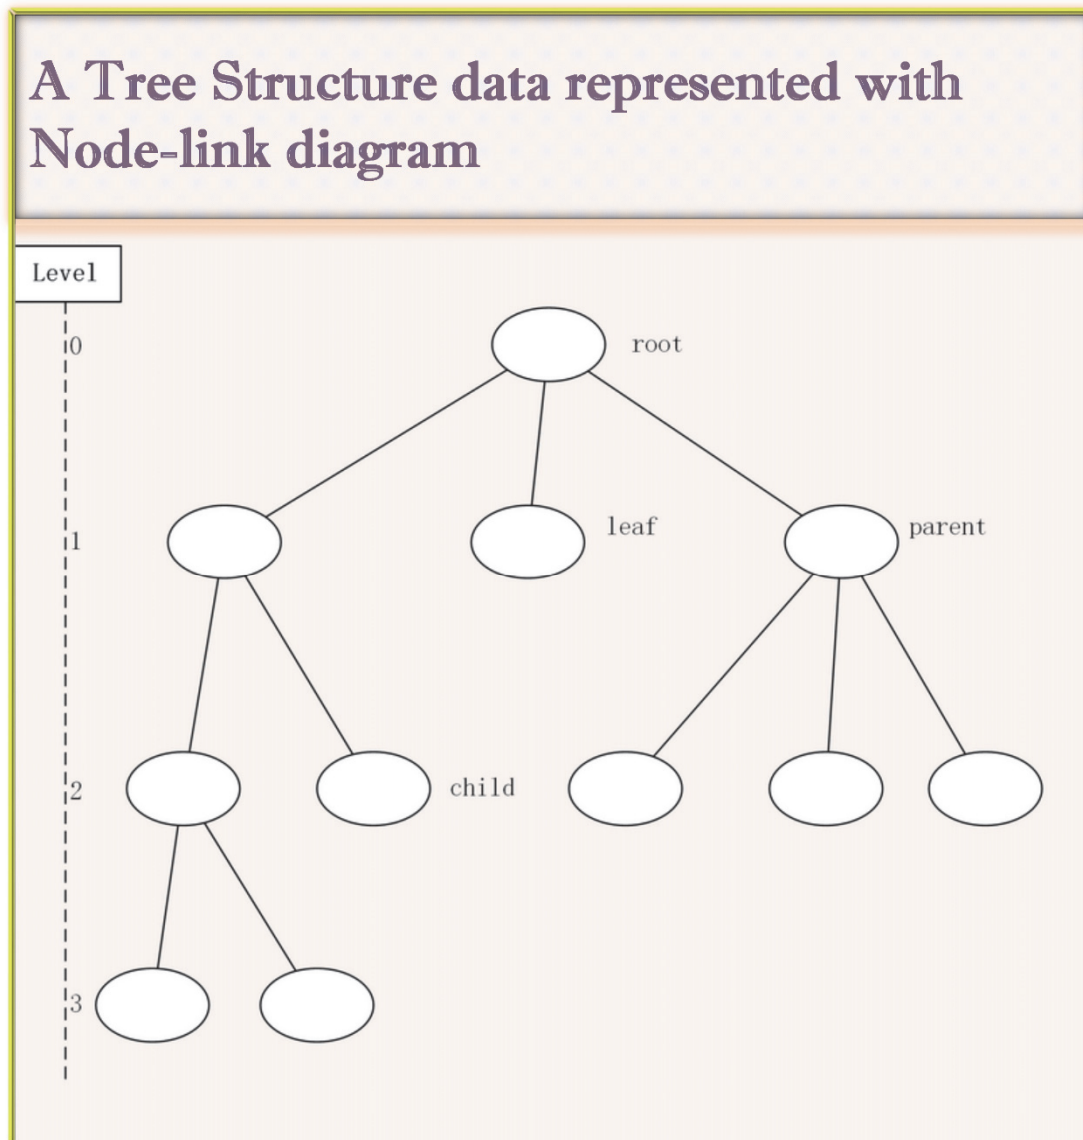 A Tree Structure data represented with
Node-link diagram
Level
0
root
1
leaf
parent
2
child
3